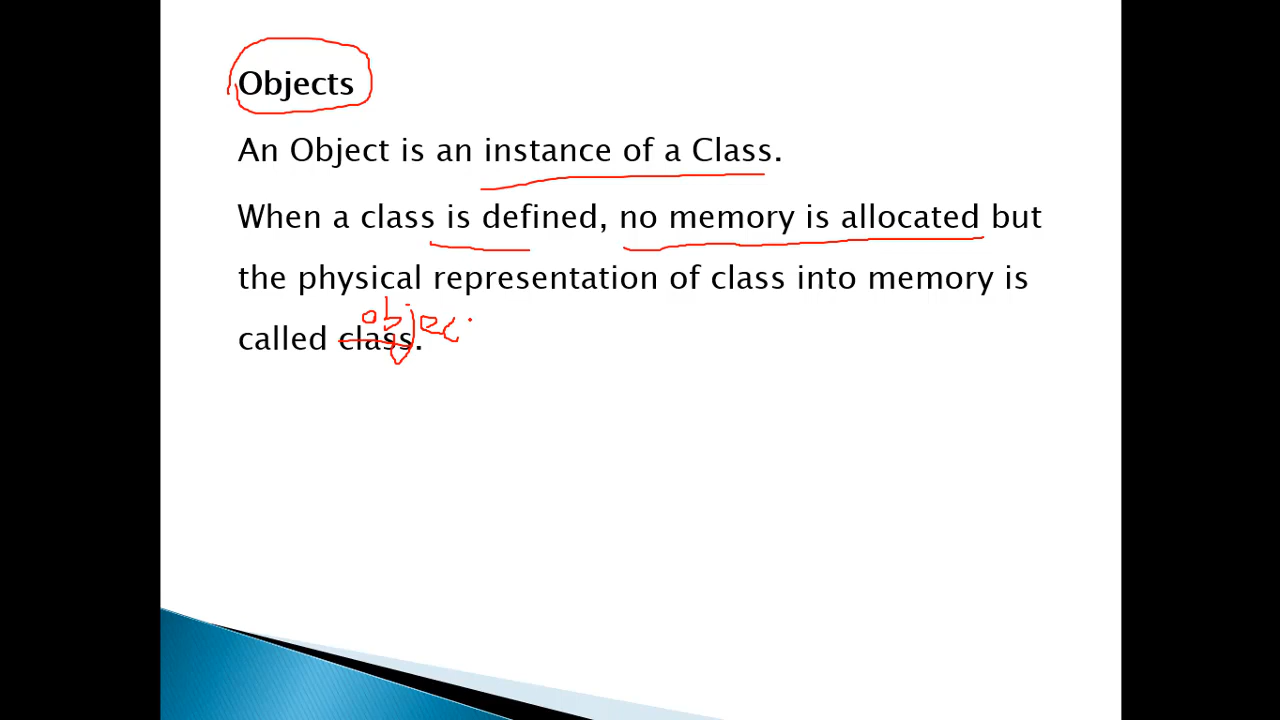 Objects
An Object is an instance of a Class.
When a class is defined, no memory is allocated but
the physical representation of class into memory is
objec
called class.